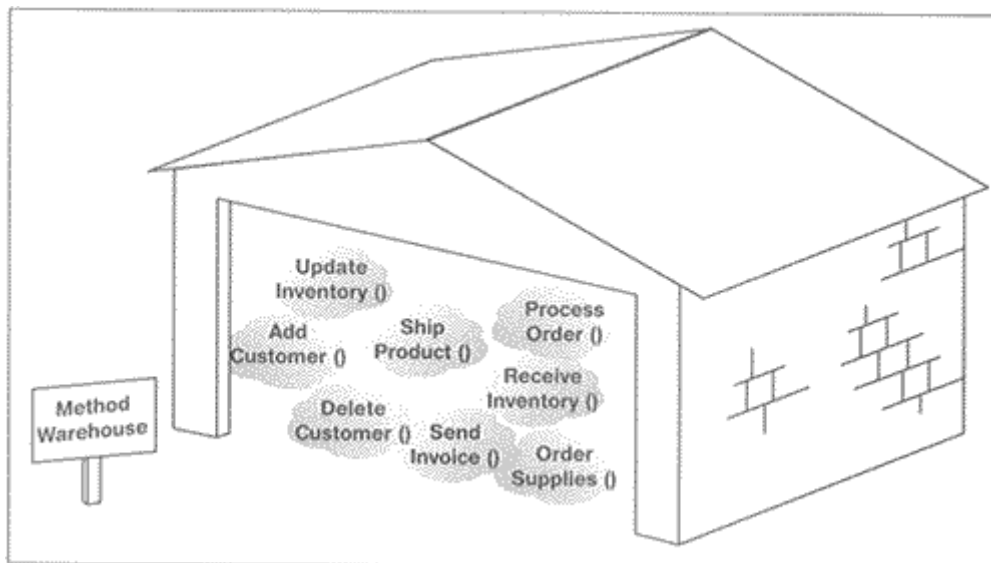 Update
Inventory ()
Process
Order ()
Ship
Product ()
Add
Customer ()
Receive
Inventory ()
Delete
Customer ()
Send
Invoice ()
Order
Supplies ()
Method
Warehouse